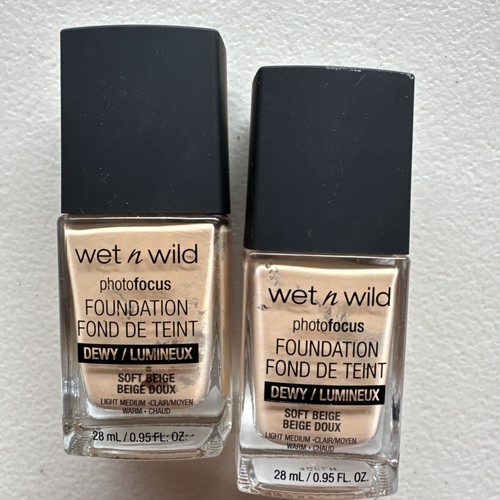 wet n wild
photofocus
FOUNDATION
FOND DE TEINT
DEWY / LUMINEUX
SOFT BEIGE
BEIGE DOUX
LIGHT MEDIUM •CLAIR/MOYEN
WARM • CHAUD
28 mL / 0.95 FL. OZ.
wet n wild
photofocus
FOUNDATION
FOND DE TEINT
DEWY / LUMINEUX
SOFT BEIGE
BEIGE DOUX
LIGHT MEDIUM •CLAIR/MOYEN
WARM • CHAUD
28 mL / 0.95 FL. OZ.